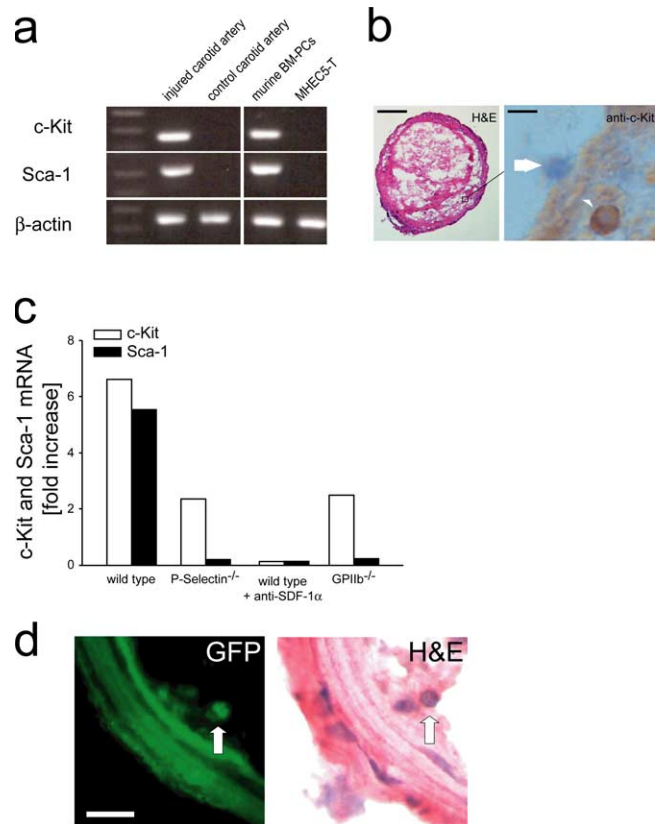 a
injured carotid artery
control carotid artery
murine BM-PCs
MHEC5-T
c-Kit
Sca-1
β-actin
b
H&E
anti-c-Kit
c
c-Kit
Sca-1
c-Kit and Sca-1 mRNA
[fold increase]
8
6
4
2
0
wild type
P-Selectin-/-
wild type
+ anti-SDF-1α
GPIIb-/-
d
GFP
H&E